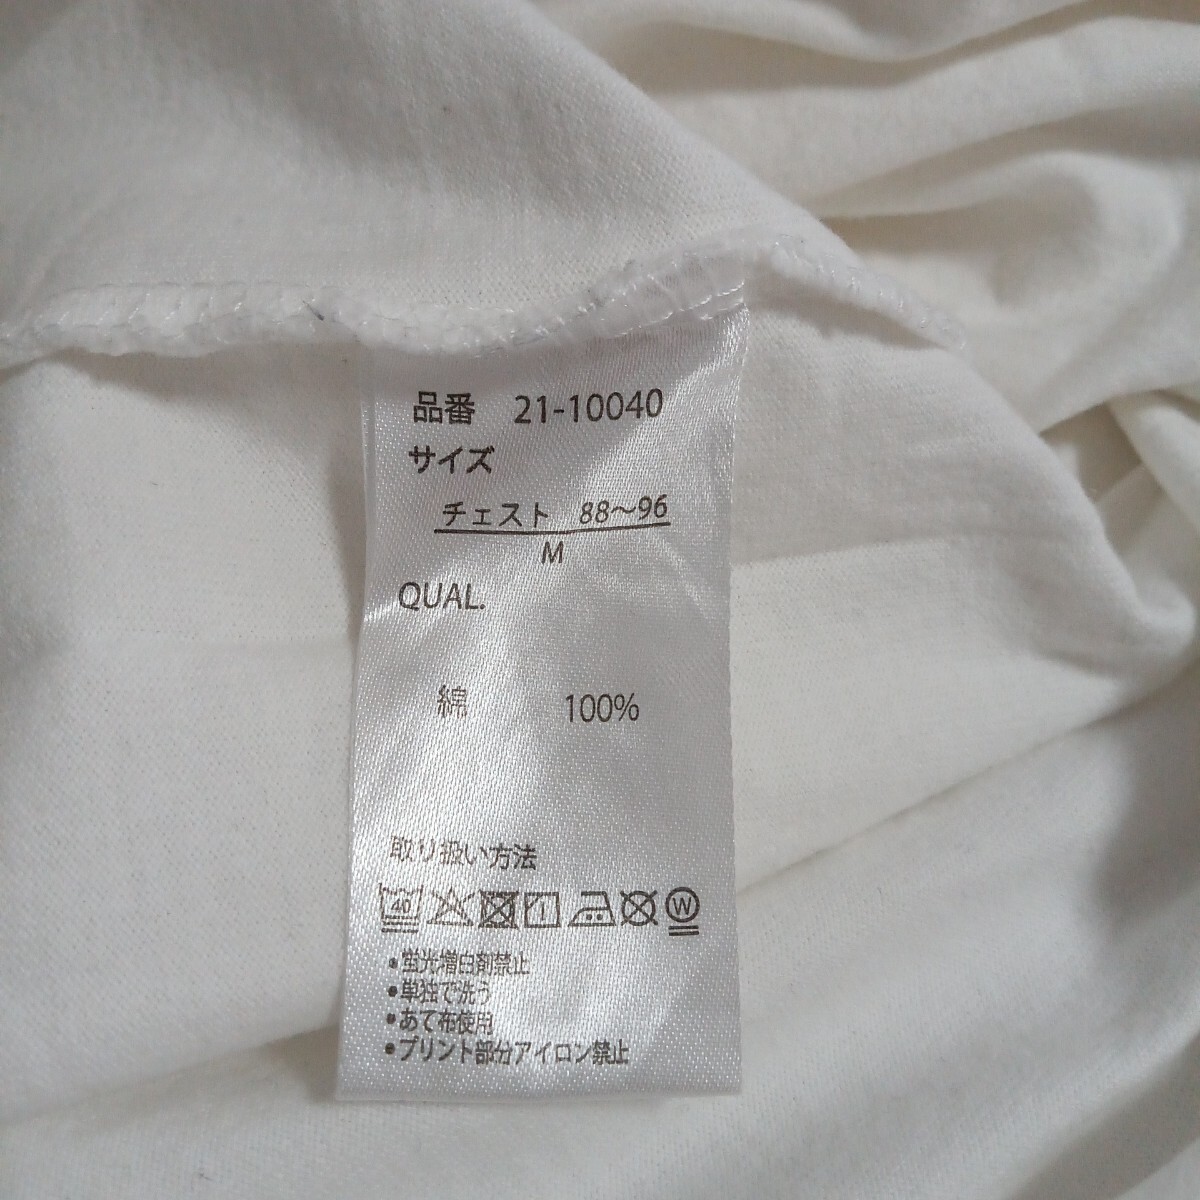 品番 21-10040
サイズ
チェスト 88～96
M
QUAL.
綿 100%
取り扱い方法
40 W
•蛍光増白剤禁止
•単独で洗う
•あて布使用
•プリント部分アイロン禁止